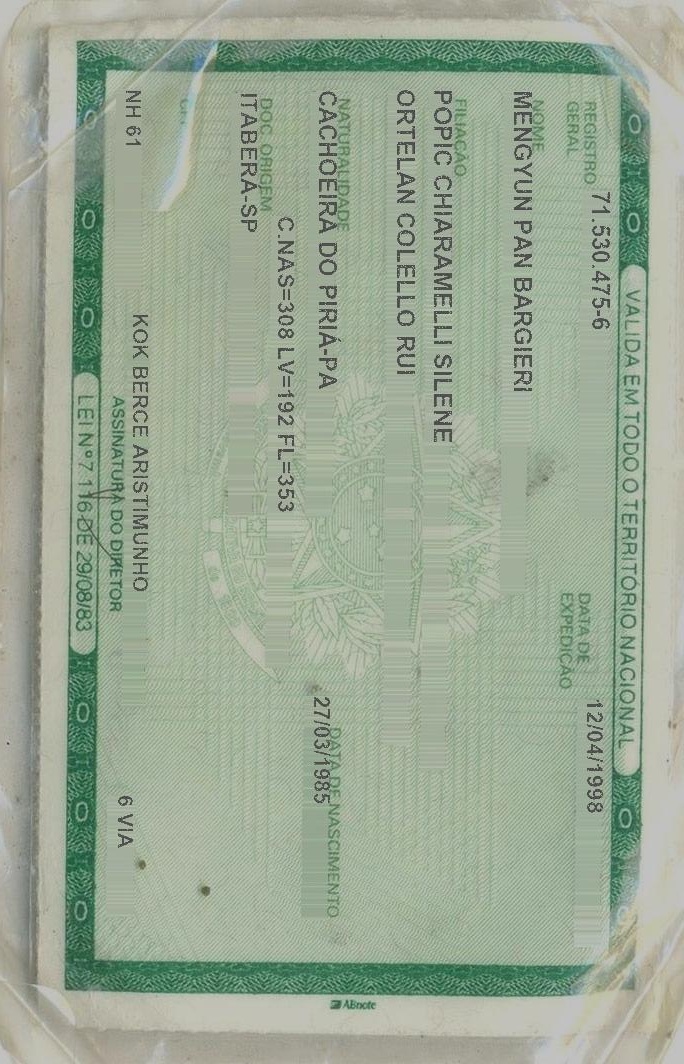 VALIDA EM TODO O TERRITÓRIO NACIONAL
REGISTRO GERAL 71.530.475-6 DATA DE EXPEDIÇÃO 12/04/1998
NOME
MENGYUN PAN BARGIERI
FILIAÇÃO
POPIC CHIARAMELLI SILENE
ORTELAN COLELLO RUI
NATURALIDADE DATA DE NASCIMENTO
CACHOEIRA DO PIRIÁ-PA 27/03/1985
C.NAS=308 LV=192 FL=353
DOC. ORIGEM
ITABERA-SP
KOK BERCE ARISTIMUNHO
NH 61 6 VIA
ASSINATURA DO DIRETOR
LEI Nº 7.116 DE 29/08/83
ABnote